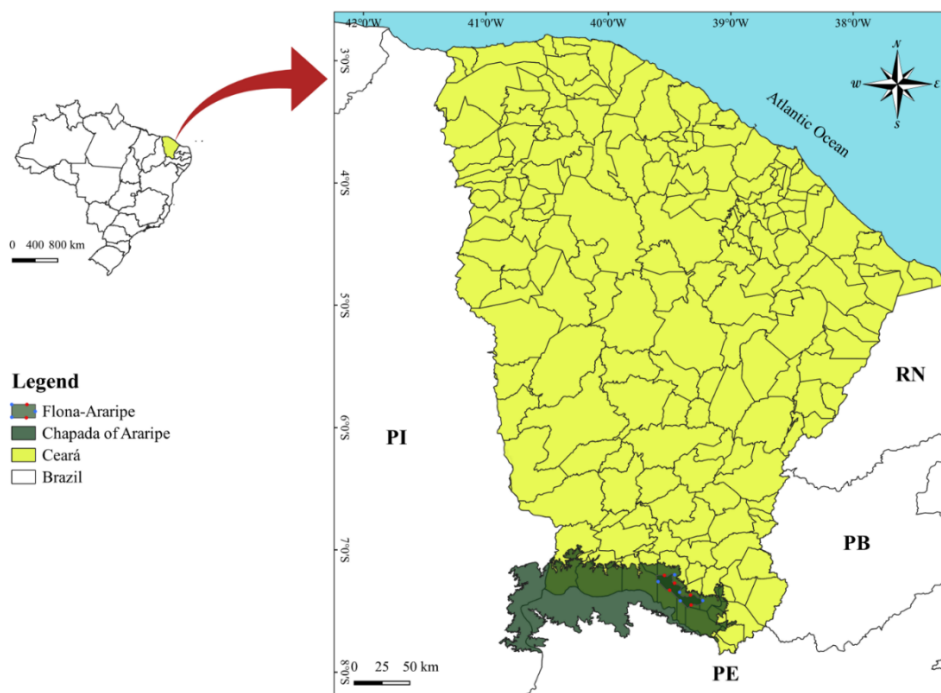 42°0'W 41°0'W 40°0'W 39°0'W 38°0'W
3°0'S
4°0'S
5°0'S
6°0'S
7°0'S
8°0'S
N
W E
S
Atlantic Ocean
0 400 800 km
Legend
Flona-Araripe
Chapada of Araripe
Ceará
Brazil
PI
RN
PB
PE
0 25 50 km